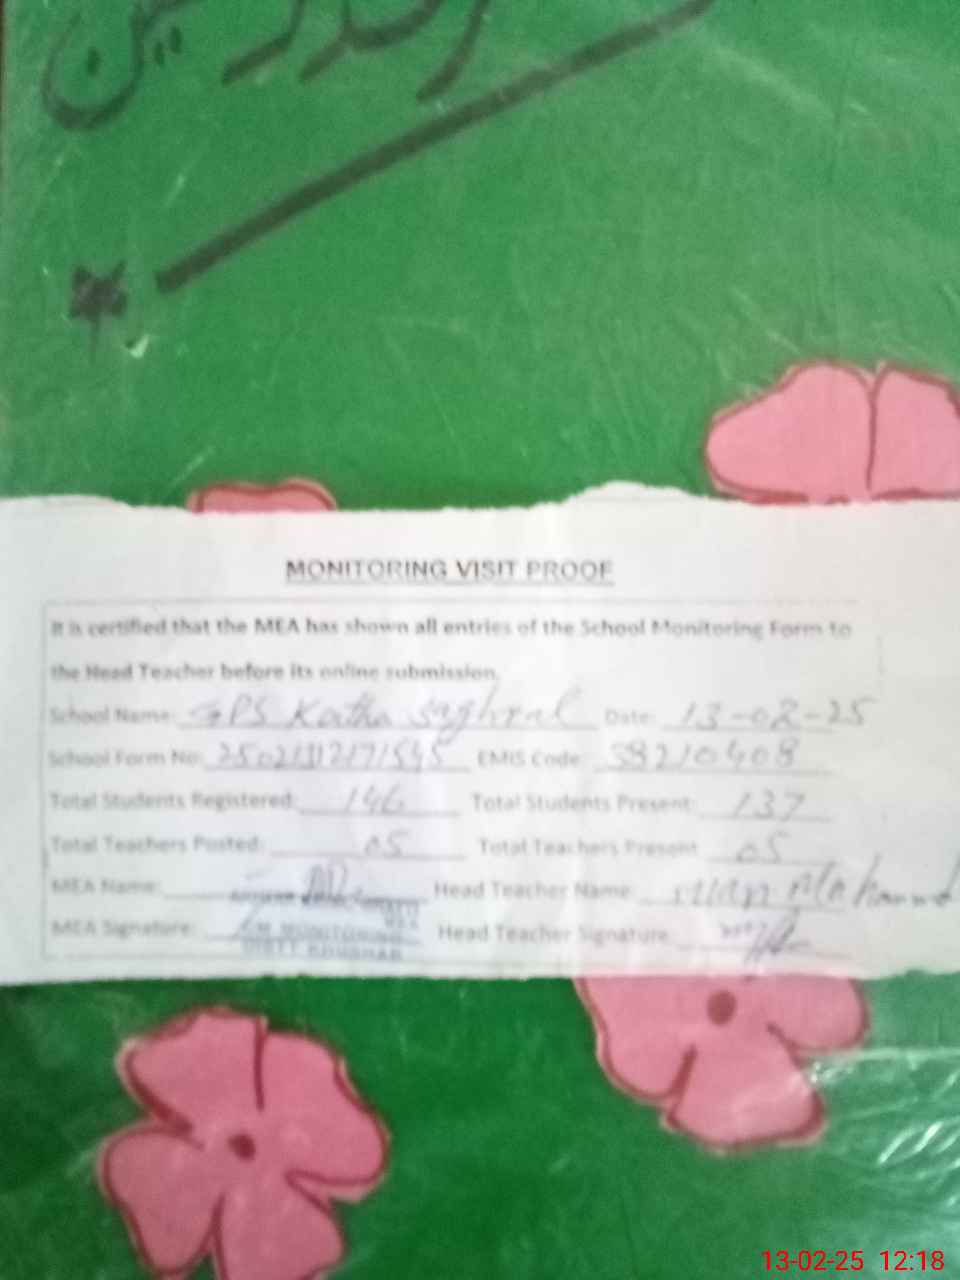 MONITORING VISIT PROOF
It is certified that the MEA has shown all entries of the School Monitoring Form to
the Head Teacher before its online submission.
School Name: GPS Katha Saghral Date: 13-02-25
School Form No: EMIS Code: 38210408
Total Students Registered: 146 Total Students Present: 137
Total Teachers Posted: 05 Total Teachers Present: 05
MEA Name: Head Teacher Name:
MEA Signature: MONITORING Head Teacher Signature:
DISTT KHUSHAB
13-02-25 12:18